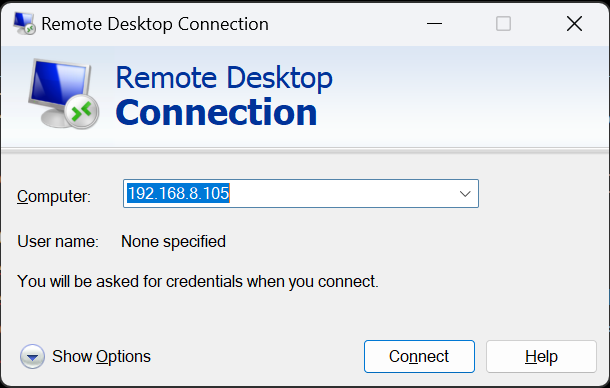 Remote Desktop Connection
Remote Desktop
Connection
Computer: 192.168.8.105
User name: None specified
You will be asked for credentials when you connect.
Show Options Connect Help